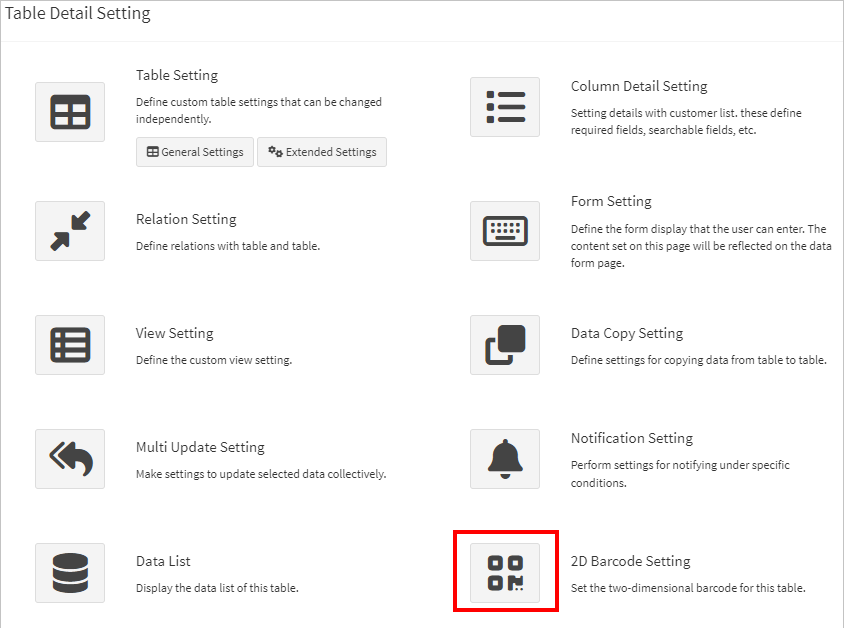 Table Detail Setting
Table Setting
Define custom table settings that can be changed
independently.
General Settings
Extended Settings
Column Detail Setting
Setting details with customer list. these define
required fields, searchable fields, etc.
Relation Setting
Define relations with table and table.
Form Setting
Define the form display that the user can enter. The
content set on this page will be reflected on the data
form page.
View Setting
Define the custom view setting.
Data Copy Setting
Define settings for copying data from table to table.
Multi Update Setting
Make settings to update selected data collectively.
Notification Setting
Perform settings for notifying under specific
conditions.
Data List
Display the data list of this table.
2D Barcode Setting
Set the two-dimensional barcode for this table.